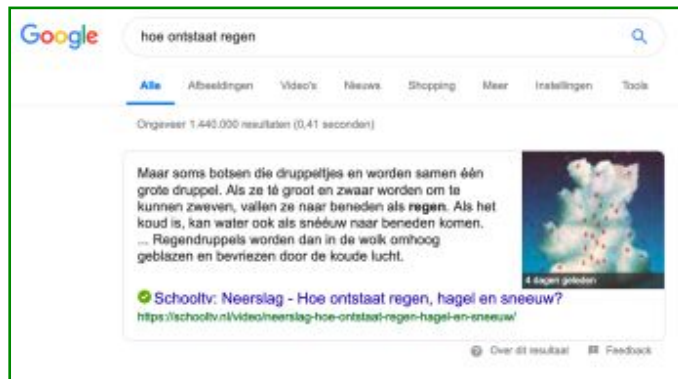 Google
hoe ontstaat regen
Alle Afbeeldingen Video's Nieuws Shopping Meer Instellingen Tools
Ongeveer 1.440.000 resultaten (0,41 seconden)
Maar soms botsen die druppeltjes en worden samen één
grote druppel. Als ze té groot en zwaar worden om te
kunnen zweven, vallen ze naar beneden als regen. Als het
koud is, kan water ook als snééuw naar beneden komen.
... Regendruppels worden dan in de wolk omhoog
geblazen en bevriezen door de koude lucht.
4 dagen geleden
Schooltv: Neerslag - Hoe ontstaat regen, hagel en sneeuw?
https://schooltv.nl/video/neerslag-hoe-ontstaat-regen-hagel-en-sneeuw/
Over dit resultaat Feedback